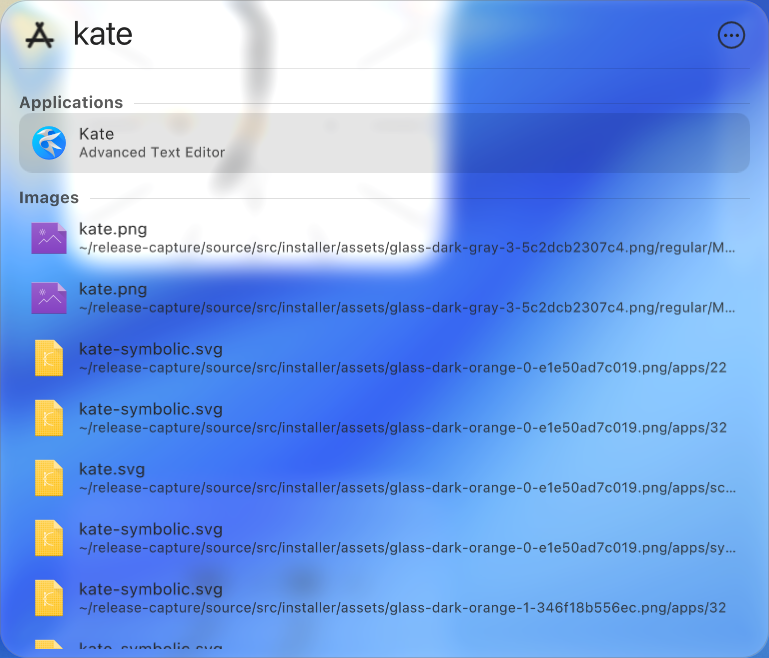 kate
Applications
Kate
Advanced Text Editor
Images
kate.png
~/release-capture/source/src/installer/assets/glass-dark-gray-3-5c2dcb2307c4.png/regular/M...
kate.png
~/release-capture/source/src/installer/assets/glass-dark-gray-3-5c2dcb2307c4.png/regular/M...
kate-symbolic.svg
~/release-capture/source/src/installer/assets/glass-dark-orange-0-e1e50ad7c019.png/apps/22
kate-symbolic.svg
~/release-capture/source/src/installer/assets/glass-dark-orange-0-e1e50ad7c019.png/apps/32
kate.svg
~/release-capture/source/src/installer/assets/glass-dark-orange-0-e1e50ad7c019.png/apps/sc...
kate-symbolic.svg
~/release-capture/source/src/installer/assets/glass-dark-orange-0-e1e50ad7c019.png/apps/sy...
kate-symbolic.svg
~/release-capture/source/src/installer/assets/glass-dark-orange-1-346f18b556ec.png/apps/32
kate-symbolic.svg